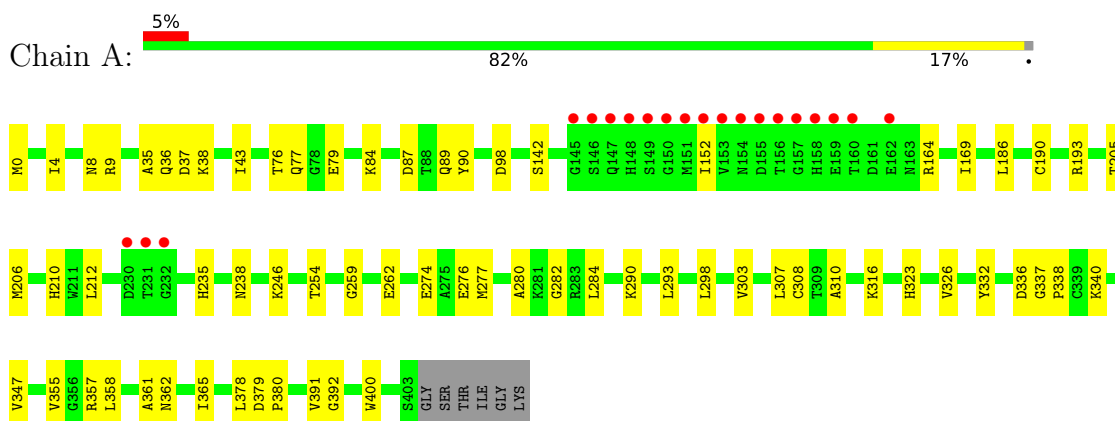 5%
Chain A:
82%
17%
•
M0 I4 N8 R9 A35 Q36 D37 K38 I43 T76 Q77 G78 E79 K84 D87 T88 Q89 Y90 D98 S142 G145 S146 Q147 H148 S149 G150 M151 I152 V153 N154 D155 T156 G157 H158 E159 T160 D161 E162 N163 R164 I169 L186 C190 R193 T205
M206 H210 W211 L212 D230 T231 G232 H235 N238 K246 T254 G259 E262 E274 A275 E276 M277 A280 K281 G282 R283 L284 K290 L293 L298 V303 L307 C308 T309 A310 K316 H323 V326 Y332 D336 G337 P338 C339 K340
V347 V355 G356 R357 L358 A361 N362 I365 L378 D379 P380 V391 G392 W400 S403 GLY SER THR ILE GLY LYS